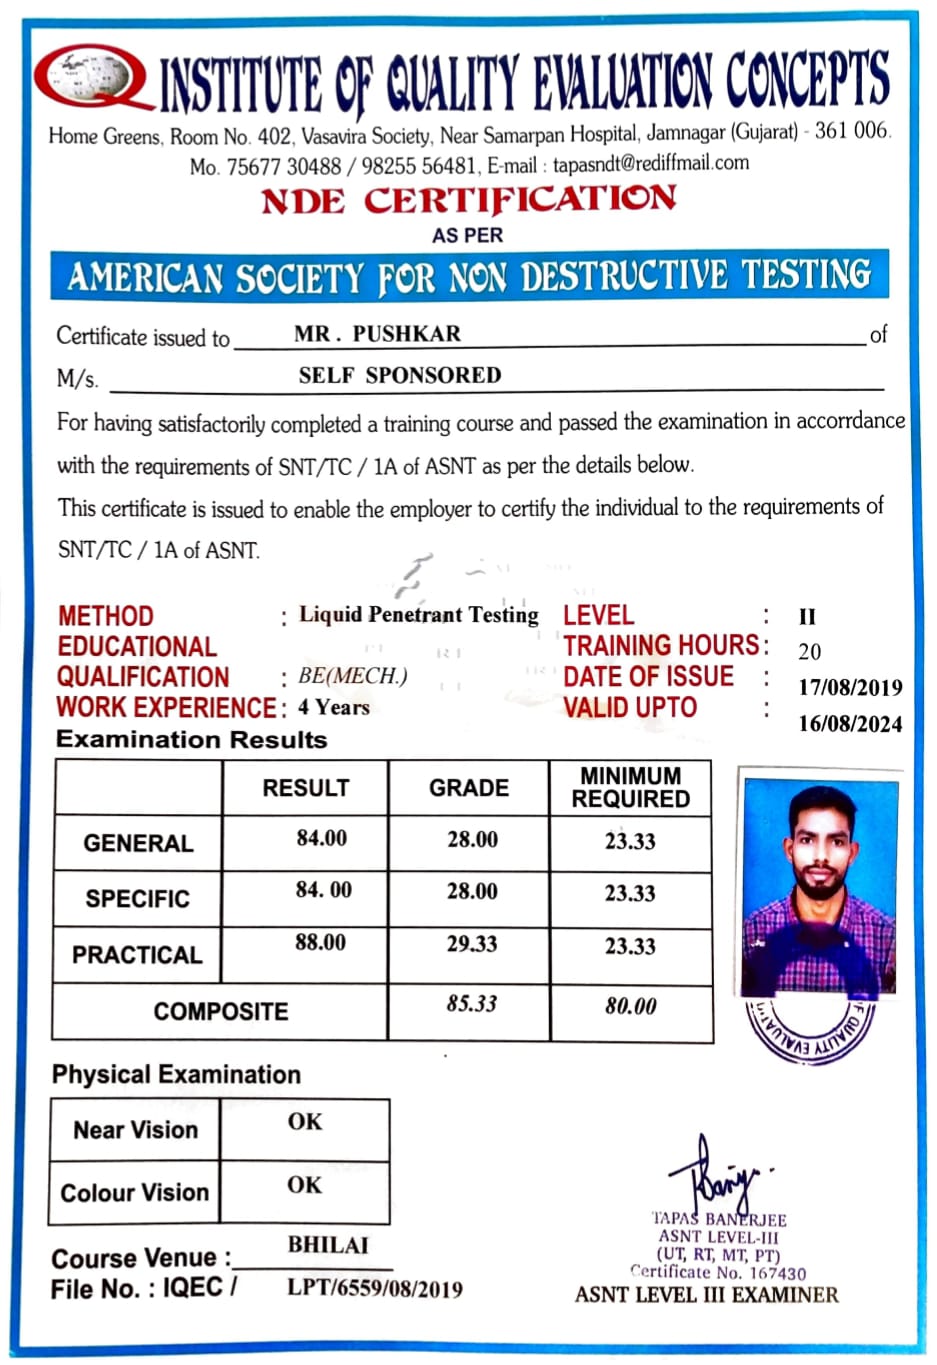 INSTITUTE OF QUALITY EVALUATION CONCEPTS
Home Greens, Room No. 402, Vasavira Society, Near Samarpan Hospital, Jamnagar (Gujarat) - 361 006.
Mo. 75677 30488 / 98255 56481, E-mail : tapasndt@rediffmail.com
NDE CERTIFICATION
AS PER
AMERICAN SOCIETY FOR NON DESTRUCTIVE TESTING
Certificate issued to MR . PUSHKAR of
M/s. SELF SPONSORED
For having satisfactorily completed a training course and passed the examination in accorrdance
with the requirements of SNT/TC / 1A of ASNT as per the details below.
This certificate is issued to enable the employer to certify the individual to the requirements of
SNT/TC / 1A of ASNT.
METHOD : Liquid Penetrant Testing LEVEL : II
EDUCATIONAL TRAINING HOURS : 20
QUALIFICATION : BE(MECH.) DATE OF ISSUE : 17/08/2019
WORK EXPERIENCE : 4 Years VALID UPTO : 16/08/2024
Examination Results
RESULT GRADE MINIMUM REQUIRED
GENERAL 84.00 28.00 23.33
SPECIFIC 84. 00 28.00 23.33
PRACTICAL 88.00 29.33 23.33
COMPOSITE 85.33 80.00
OF QUALITY EVALUATI
Physical Examination
Near Vision OK
Colour Vision OK
TAPAS BANERJEE
ASNT LEVEL-III
(UT, RT, MT, PT)
Certificate No. 167430
ASNT LEVEL III EXAMINER
Course Venue : BHILAI
File No. : IQEC / LPT/6559/08/2019